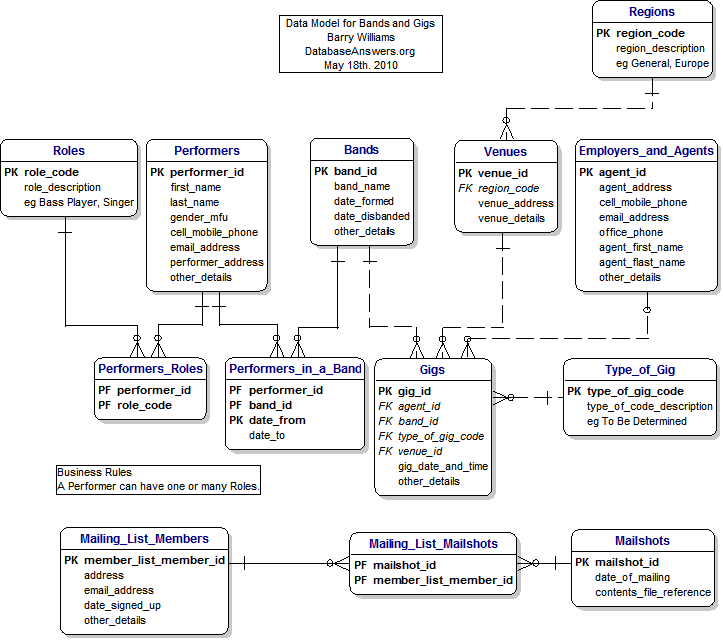 Data Model for Bands and Gigs
Barry Williams
DatabaseAnswers.org
May 18th. 2010
Regions
PK region_code
region_description
eg General, Europe
Roles
PK role_code
role_description
eg Bass Player, Singer
Performers
PK performer_id
first_name
last_name
gender_mfu
cell_mobile_phone
email_address
performer_address
other_details
Bands
PK band_id
band_name
date_formed
date_disbanded
other_details
Venues
PK venue_id
FK region_code
venue_address
venue_details
Employers_and_Agents
PK agent_id
agent_address
cell_mobile_phone
email_address
office_phone
agent_first_name
agent_flast_name
other_details
Performers_Roles
PF performer_id
PF role_code
Performers_in_a_Band
PF performer_id
PF band_id
PK date_from
date_to
Gigs
PK gig_id
FK agent_id
FK band_id
FK type_of_gig_code
FK venue_id
gig_date_and_time
other_details
Type_of_Gig
PK type_of_gig_code
type_of_code_description
eg To Be Determined
Business Rules
A Performer can have one or many Roles.
Mailing_List_Members
PK member_list_member_id
address
email_address
date_signed_up
other_details
Mailing_List_Mailshots
PF mailshot_id
PF member_list_member_id
Mailshots
PK mailshot_id
date_of_mailing
contents_file_reference